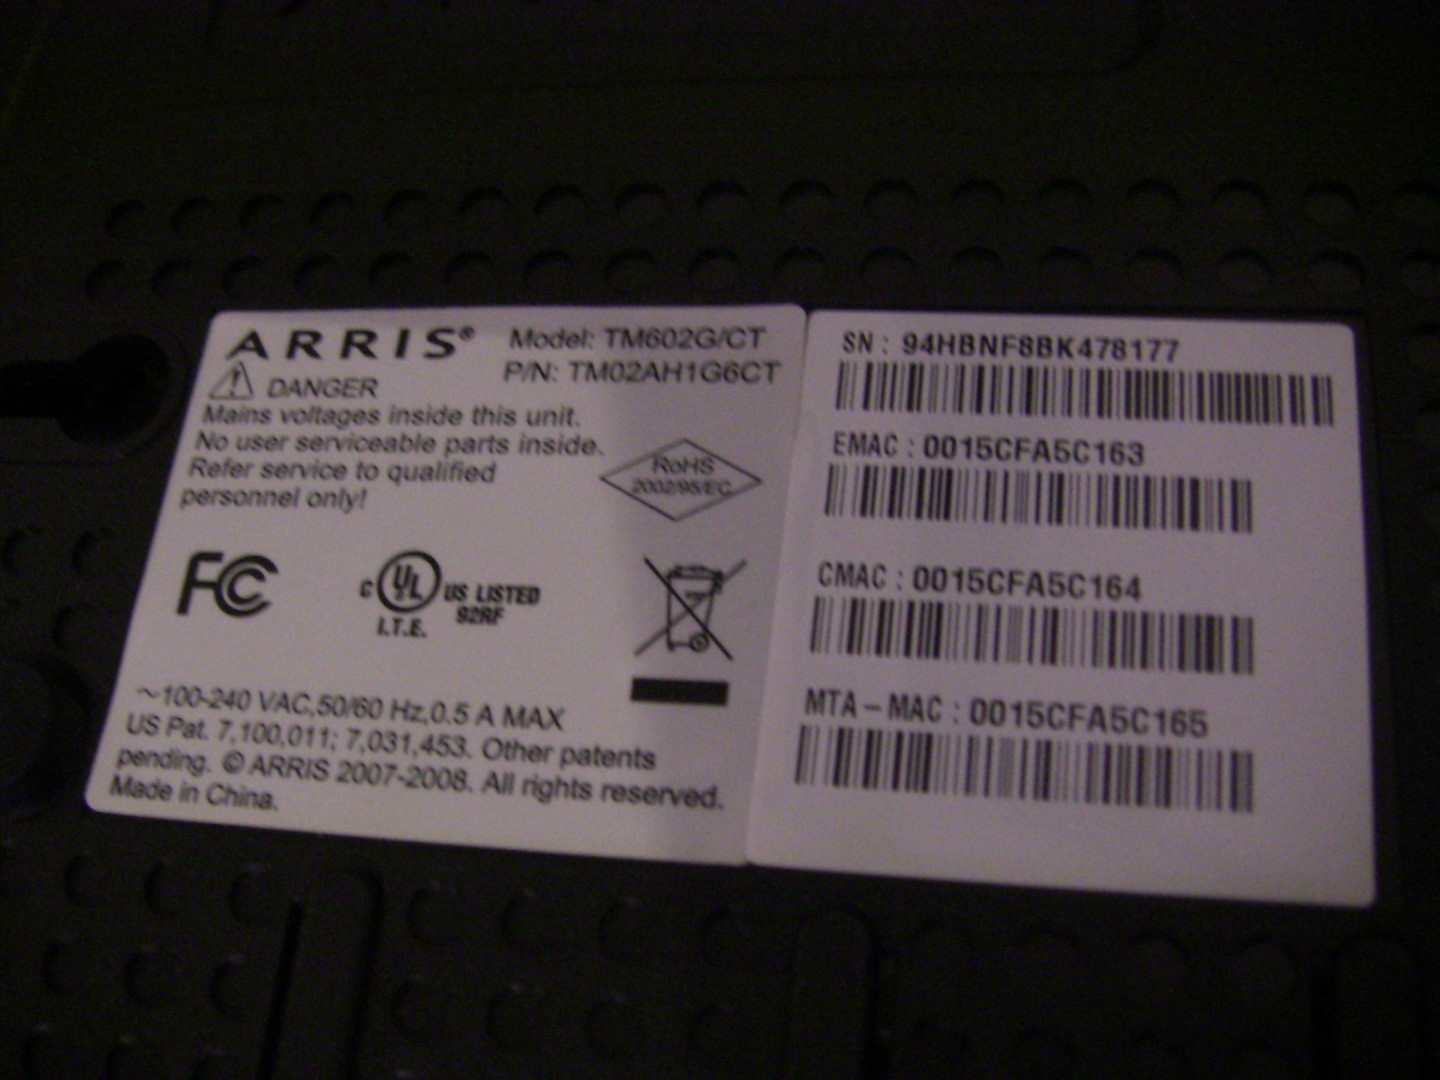 ARRIS®
Model: TM602G/CT
P/N: TM02AH1G6CT
DANGER
Mains voltages inside this unit.
No user serviceable parts inside.
Refer service to qualified
personnel only!
RoHS
2002/95/EC
FC
C UL US LISTED
92RF
I.T.E.
~100-240 VAC,50/60 Hz,0.5 A MAX
US Pat. 7,100,011; 7,031,453. Other patents
pending. © ARRIS 2007-2008. All rights reserved.
Made in China.
SN : 94HBNF8BK478177
EMAC : 0015CFA5C163
CMAC : 0015CFA5C164
MTA – MAC : 0015CFA5C165